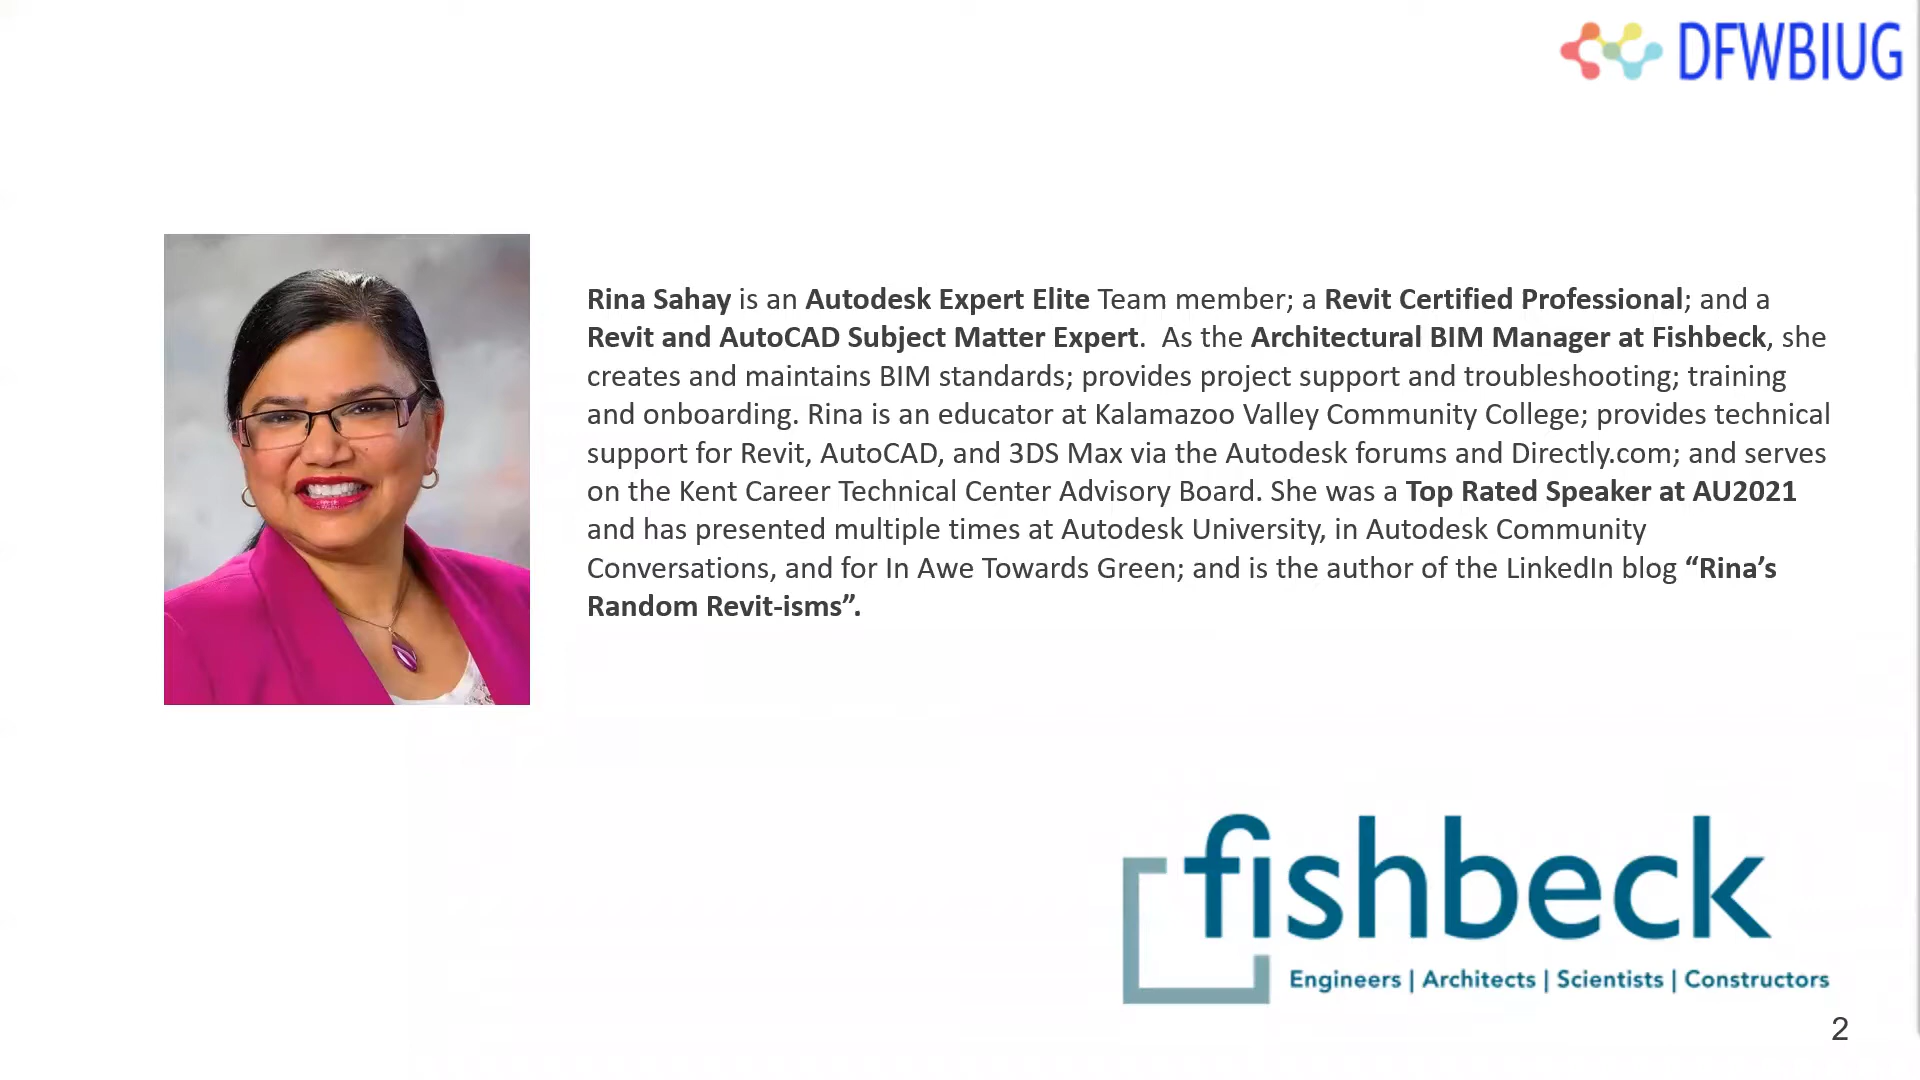 DFWBIUG
Rina Sahay is an Autodesk Expert Elite Team member; a Revit Certified Professional; and a
Revit and AutoCAD Subject Matter Expert.  As the Architectural BIM Manager at Fishbeck, she
creates and maintains BIM standards; provides project support and troubleshooting; training
and onboarding. Rina is an educator at Kalamazoo Valley Community College; provides technical
support for Revit, AutoCAD, and 3DS Max via the Autodesk forums and Directly.com; and serves
on the Kent Career Technical Center Advisory Board. She was a Top Rated Speaker at AU2021
and has presented multiple times at Autodesk University, in Autodesk Community
Conversations, and for In Awe Towards Green; and is the author of the LinkedIn blog “Rina’s
Random Revit-isms”.
fishbeck
Engineers | Architects | Scientists | Constructors
2